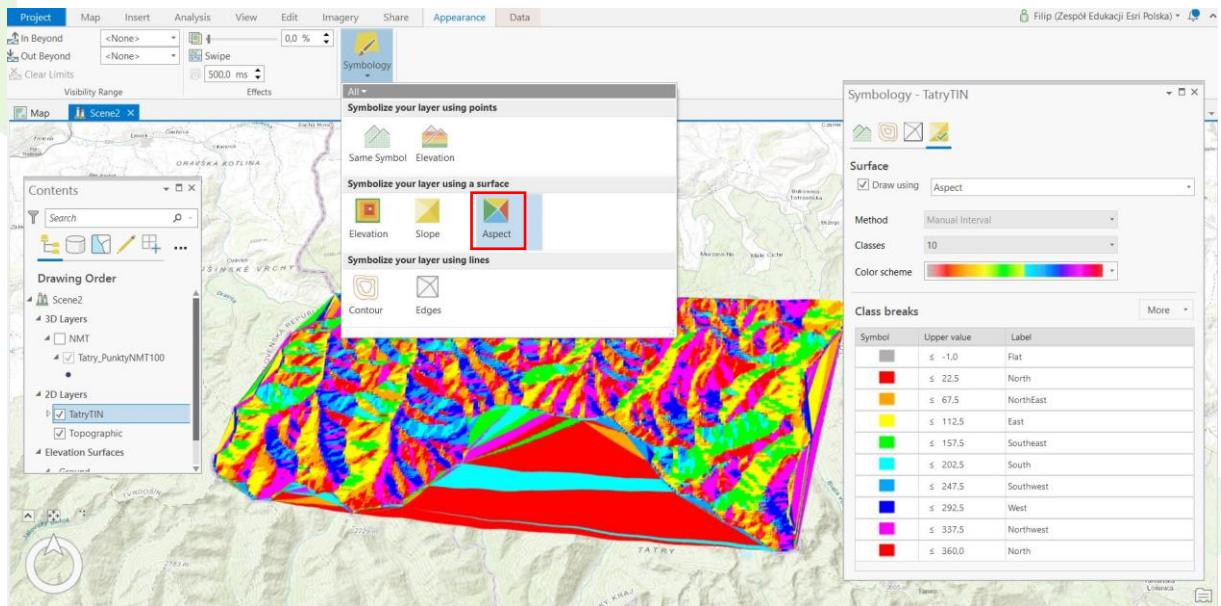 Project Map Insert Analysis View Edit Imagery Share Appearance Data Filip (Zespół Edukacji Esri Polska)
In Beyond <None>
Out Beyond <None>
Clear Limits
Visibility Range
0,0 %
Swipe
500,0 ms
Effects
Symbology
Map Scene2
All
Symbolize your layer using points
Same Symbol Elevation
Symbolize your layer using a surface
Elevation Slope Aspect
Symbolize your layer using lines
Contour Edges
Contents
Search
Drawing Order
Scene2
3D Layers
NMT
Tatry_PunktyNMT100
2D Layers
TatryTIN
Topographic
Elevation Surfaces
Ground
Symbology - TatryTIN
Surface
Draw using Aspect
Method Manual Interval
Classes 10
Color scheme
Class breaks More
Symbol Upper value Label
≤ -1,0 Flat
≤ 22,5 North
≤ 67,5 NorthEast
≤ 112,5 East
≤ 157,5 Southeast
≤ 202,5 South
≤ 247,5 Southwest
≤ 292,5 West
≤ 337,5 Northwest
≤ 360,0 North
ORAVSKÁ KOTLINA
TVRDOŠÍN
TATRY